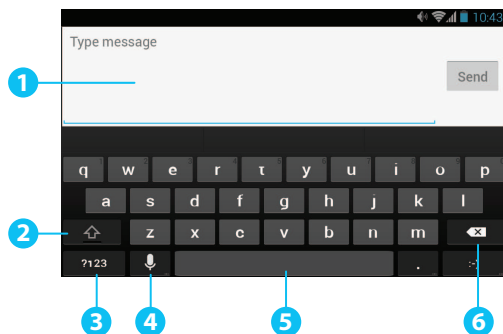 10:43
Type message
1
Send
q w e r t y u i o p
a s d f g h j k l
2
z x c v b n m
?123 . :-)
3 4 5 6